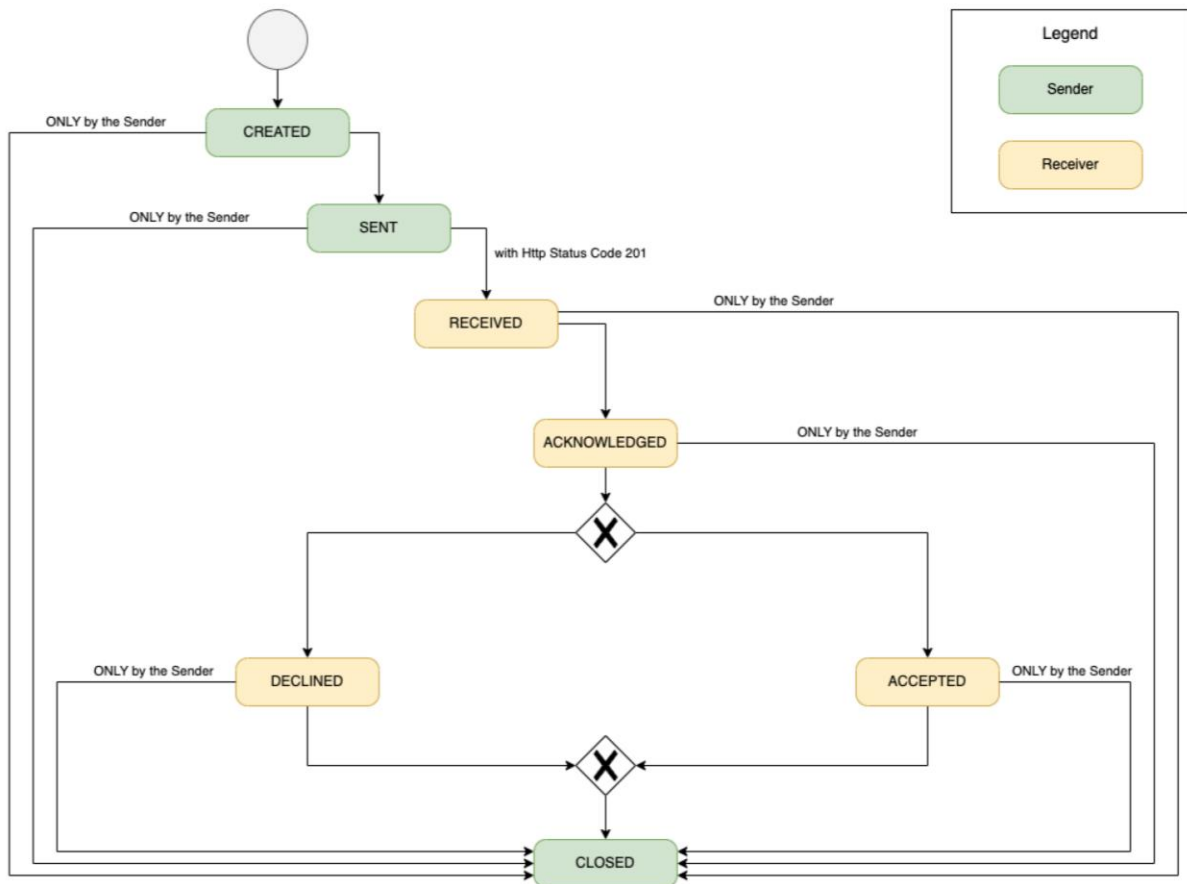 Legend
Sender
Receiver
ONLY by the Sender
CREATED
ONLY by the Sender
SENT
with Http Status Code 201
RECEIVED
ONLY by the Sender
ACKNOWLEDGED
ONLY by the Sender
X
ONLY by the Sender
DECLINED
ACCEPTED
ONLY by the Sender
X
CLOSED